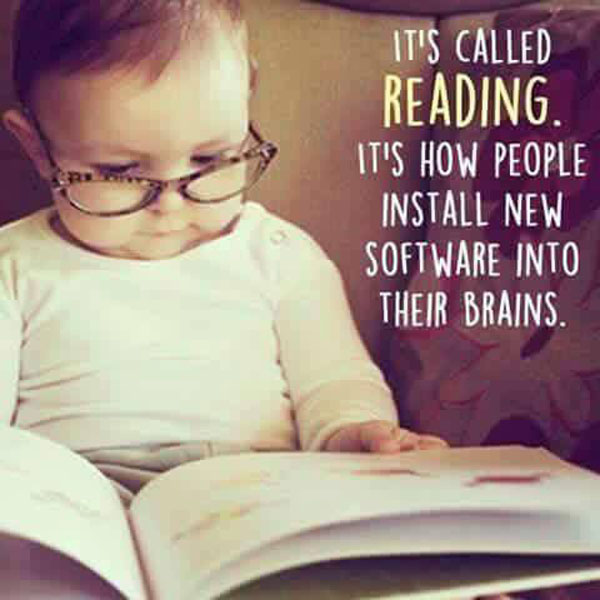 IT'S CALLED
READING.
IT'S HOW PEOPLE
INSTALL NEW
SOFTWARE INTO
THEIR BRAINS.